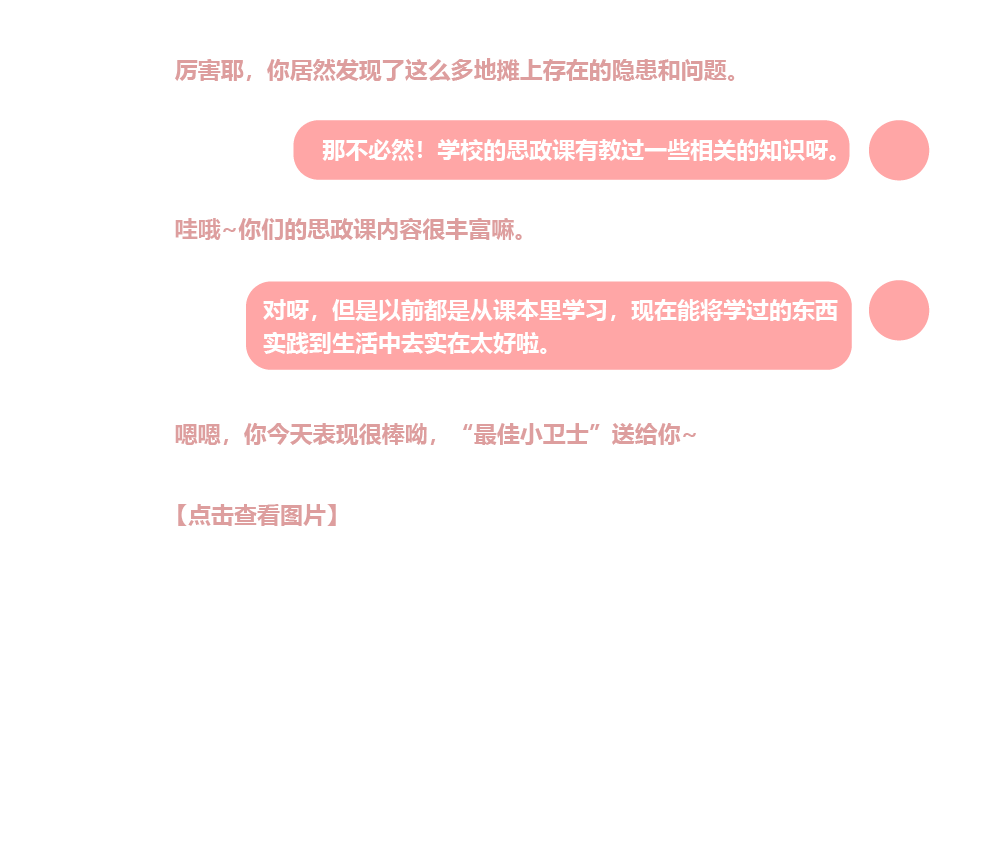 厉害耶，你居然发现了这么多地摊上存在的隐患和问题。
那不必然！学校的思政课有教过一些相关的知识呀。
哇哦~你们的思政课内容很丰富嘛。
对呀，但是以前都是从课本里学习，现在能将学过的东西
实践到生活中去实在太好啦。
嗯嗯，你今天表现很棒呦，“最佳小卫士”送给你~
【点击查看图片】